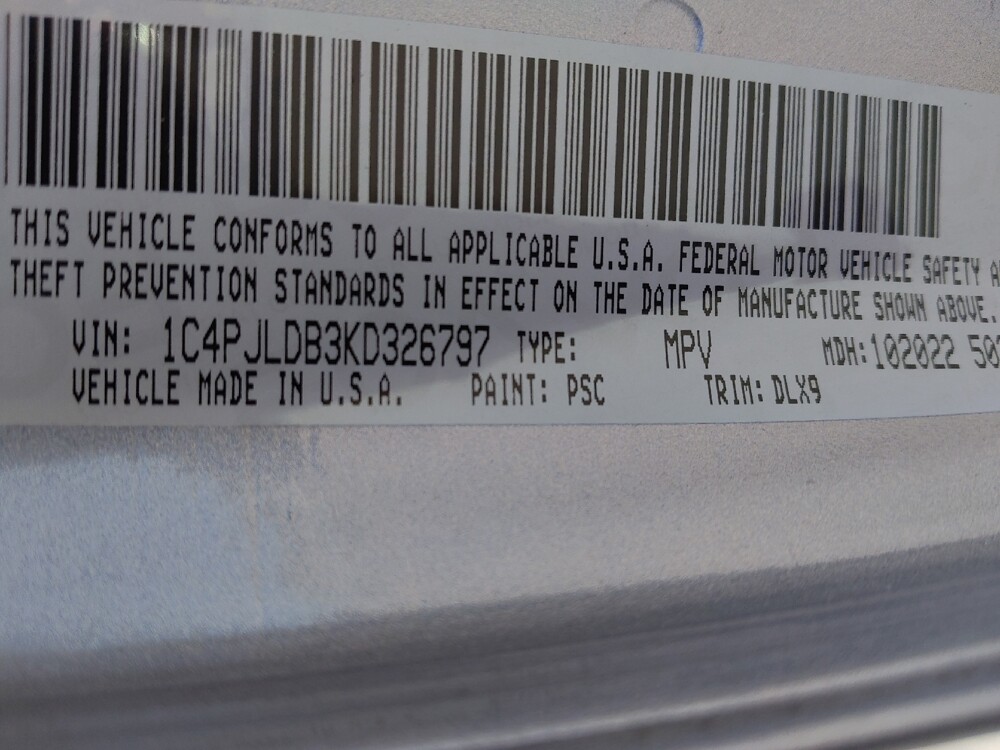 THIS VEHICLE CONFORMS TO ALL APPLICABLE U.S.A. FEDERAL MOTOR VEHICLE SAFETY
THEFT PREVENTION STANDARDS IN EFFECT ON THE DATE OF MANUFACTURE SHOWN ABOVE.
VIN: 1C4PJLDB3KD326797 TYPE: MPV MDH:102022 50
VEHICLE MADE IN U.S.A. PAINT: PSC TRIM: DLX9